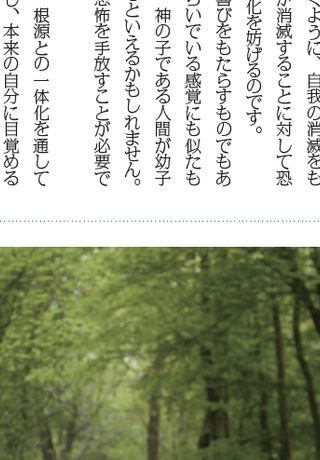 くように、自我の消滅をも
が消滅することに対して恐
化を妨げるのです。
喜びをもたらすものでもあ
らいでいる感覚にも似たも
神の子である人間が幼子
といえるかもしれません。
恐怖を手放すことが必要で
根源との一体化を通して
し、本来の自分に目覚める